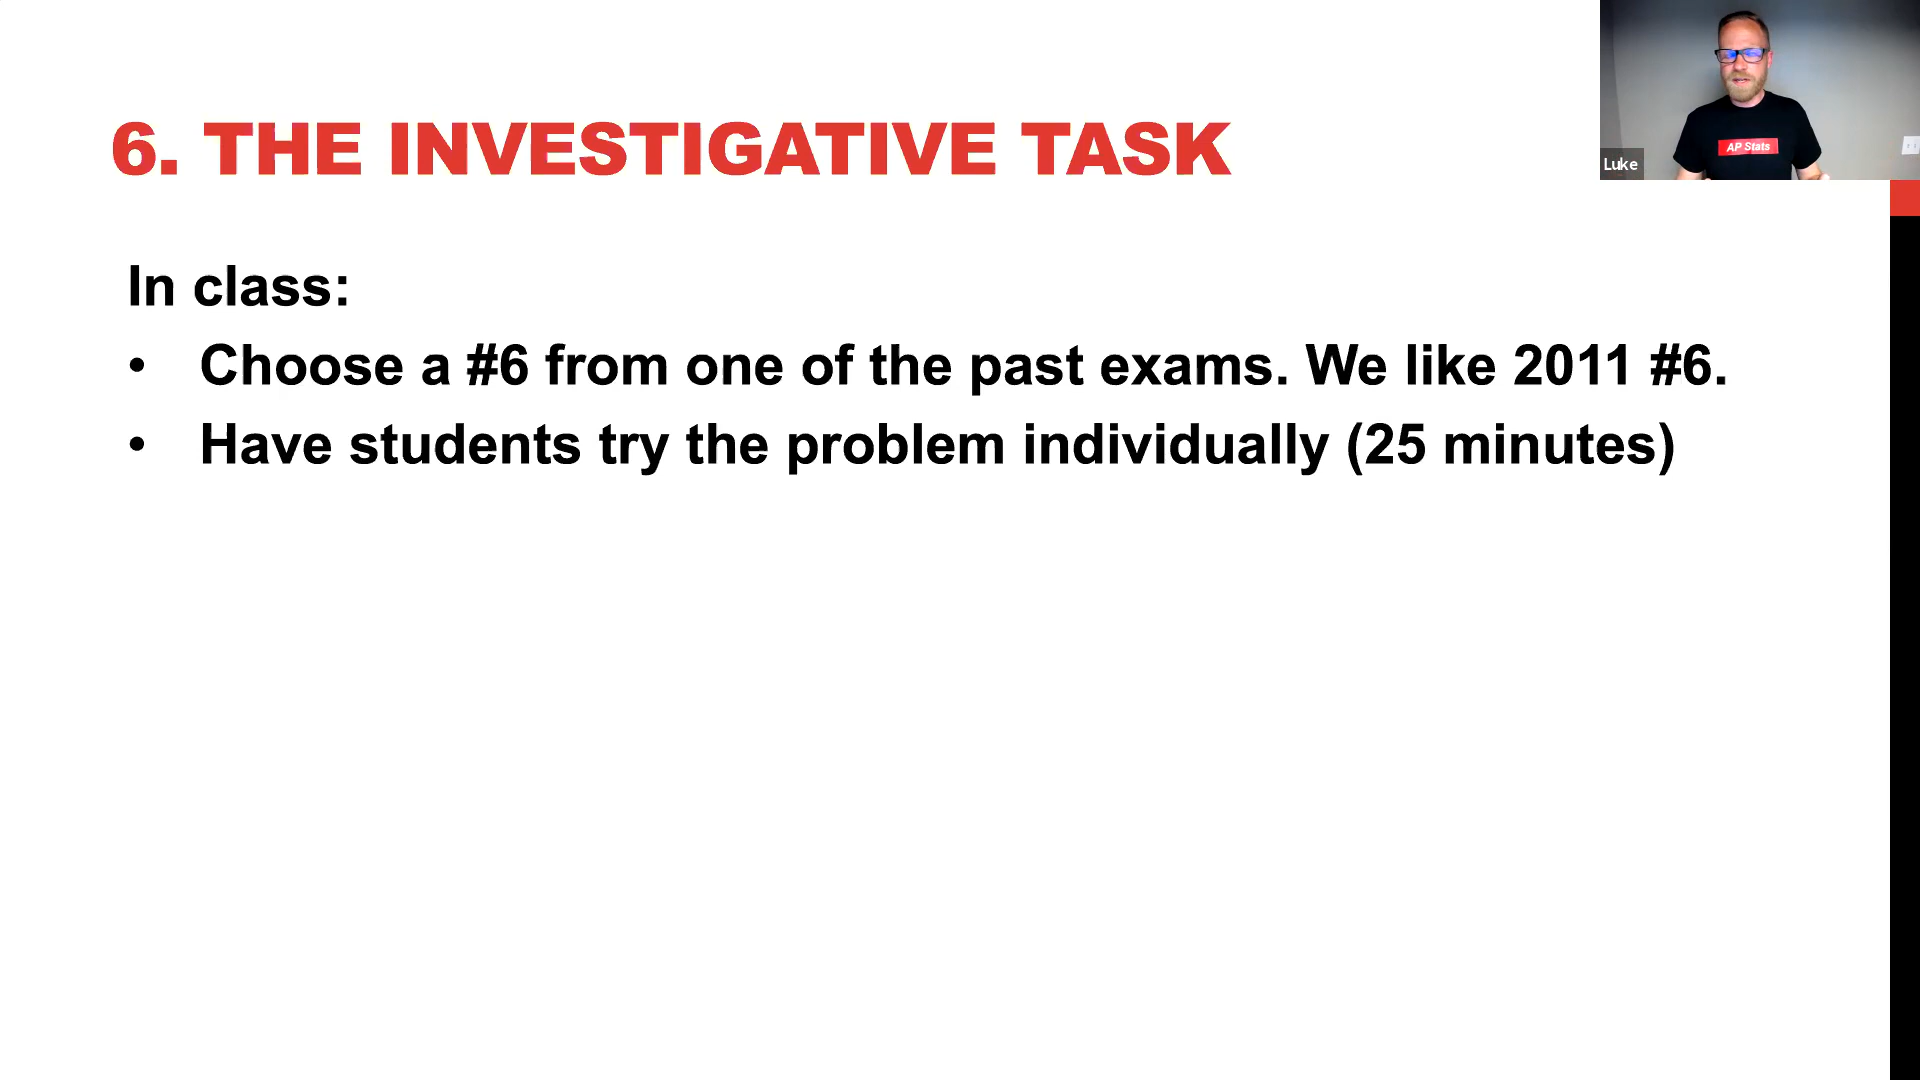 6. THE INVESTIGATIVE TASK
AP Stats
Luke
In class:
• Choose a #6 from one of the past exams. We like 2011 #6.
• Have students try the problem individually (25 minutes)